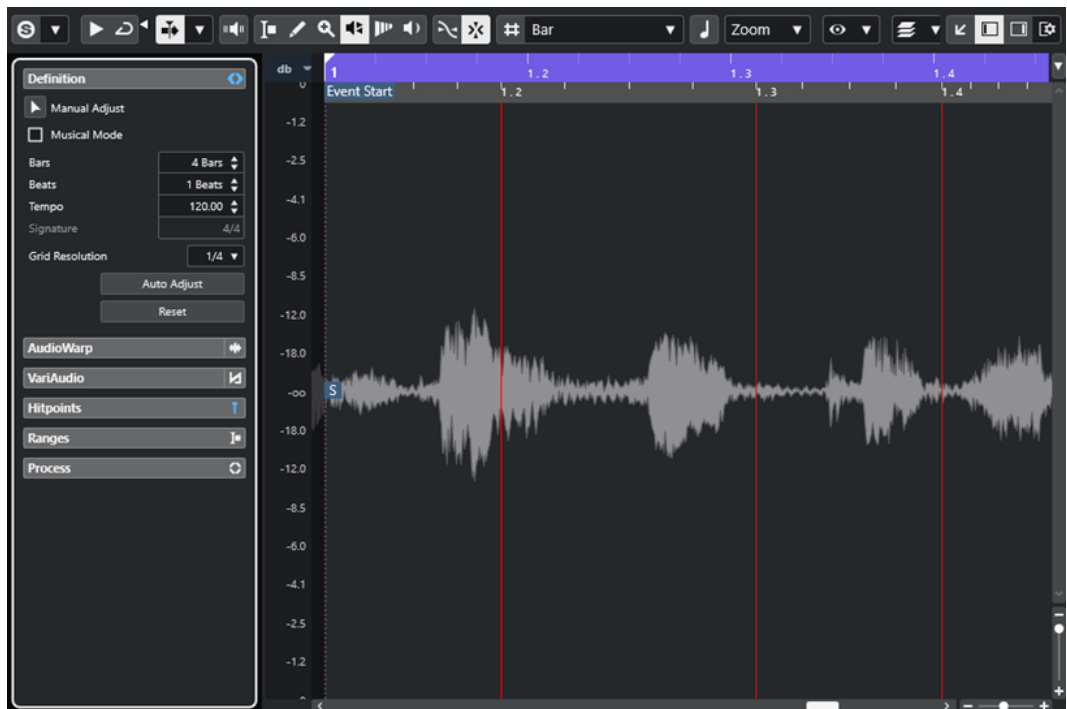 S
Bar
Zoom
Definition
Manual Adjust
Musical Mode
Bars 4 Bars
Beats 1 Beats
Tempo 120.00
Signature 4/4
Grid Resolution 1/4
Auto Adjust
Reset
AudioWarp
VariAudio
Hitpoints
Ranges
Process
db
1 1.2 1.3 1.4
Event Start 1.2 1.3 1.4
0
-1.2
-2.5
-4.1
-6.0
-8.5
-12.0
-18.0
-∞
S
-18.0
-12.0
-8.5
-6.0
-4.1
-2.5
-1.2